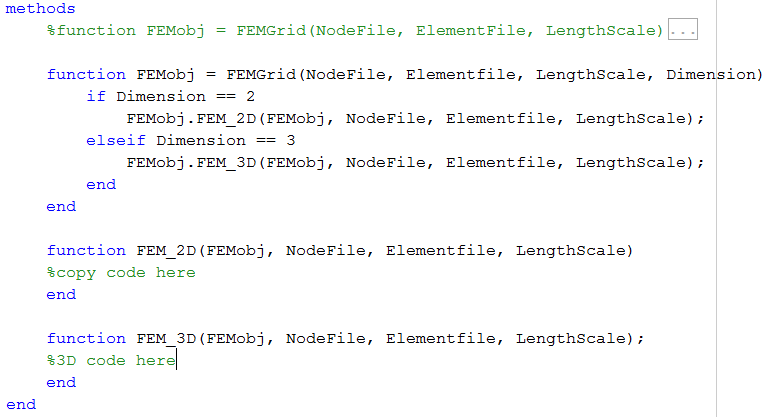 methods
%function FEMobj = FEMGrid(NodeFile, ElementFile, LengthScale)...
function FEMobj = FEMGrid(NodeFile, Elementfile, LengthScale, Dimension)
if Dimension == 2
FEMobj.FEM_2D(FEMobj, NodeFile, Elementfile, LengthScale);
elseif Dimension == 3
FEMobj.FEM_3D(FEMobj, NodeFile, Elementfile, LengthScale);
end
end
function FEM_2D(FEMobj, NodeFile, Elementfile, LengthScale)
%copy code here
end
function FEM_3D(FEMobj, NodeFile, Elementfile, LengthScale);
%3D code here
end
end